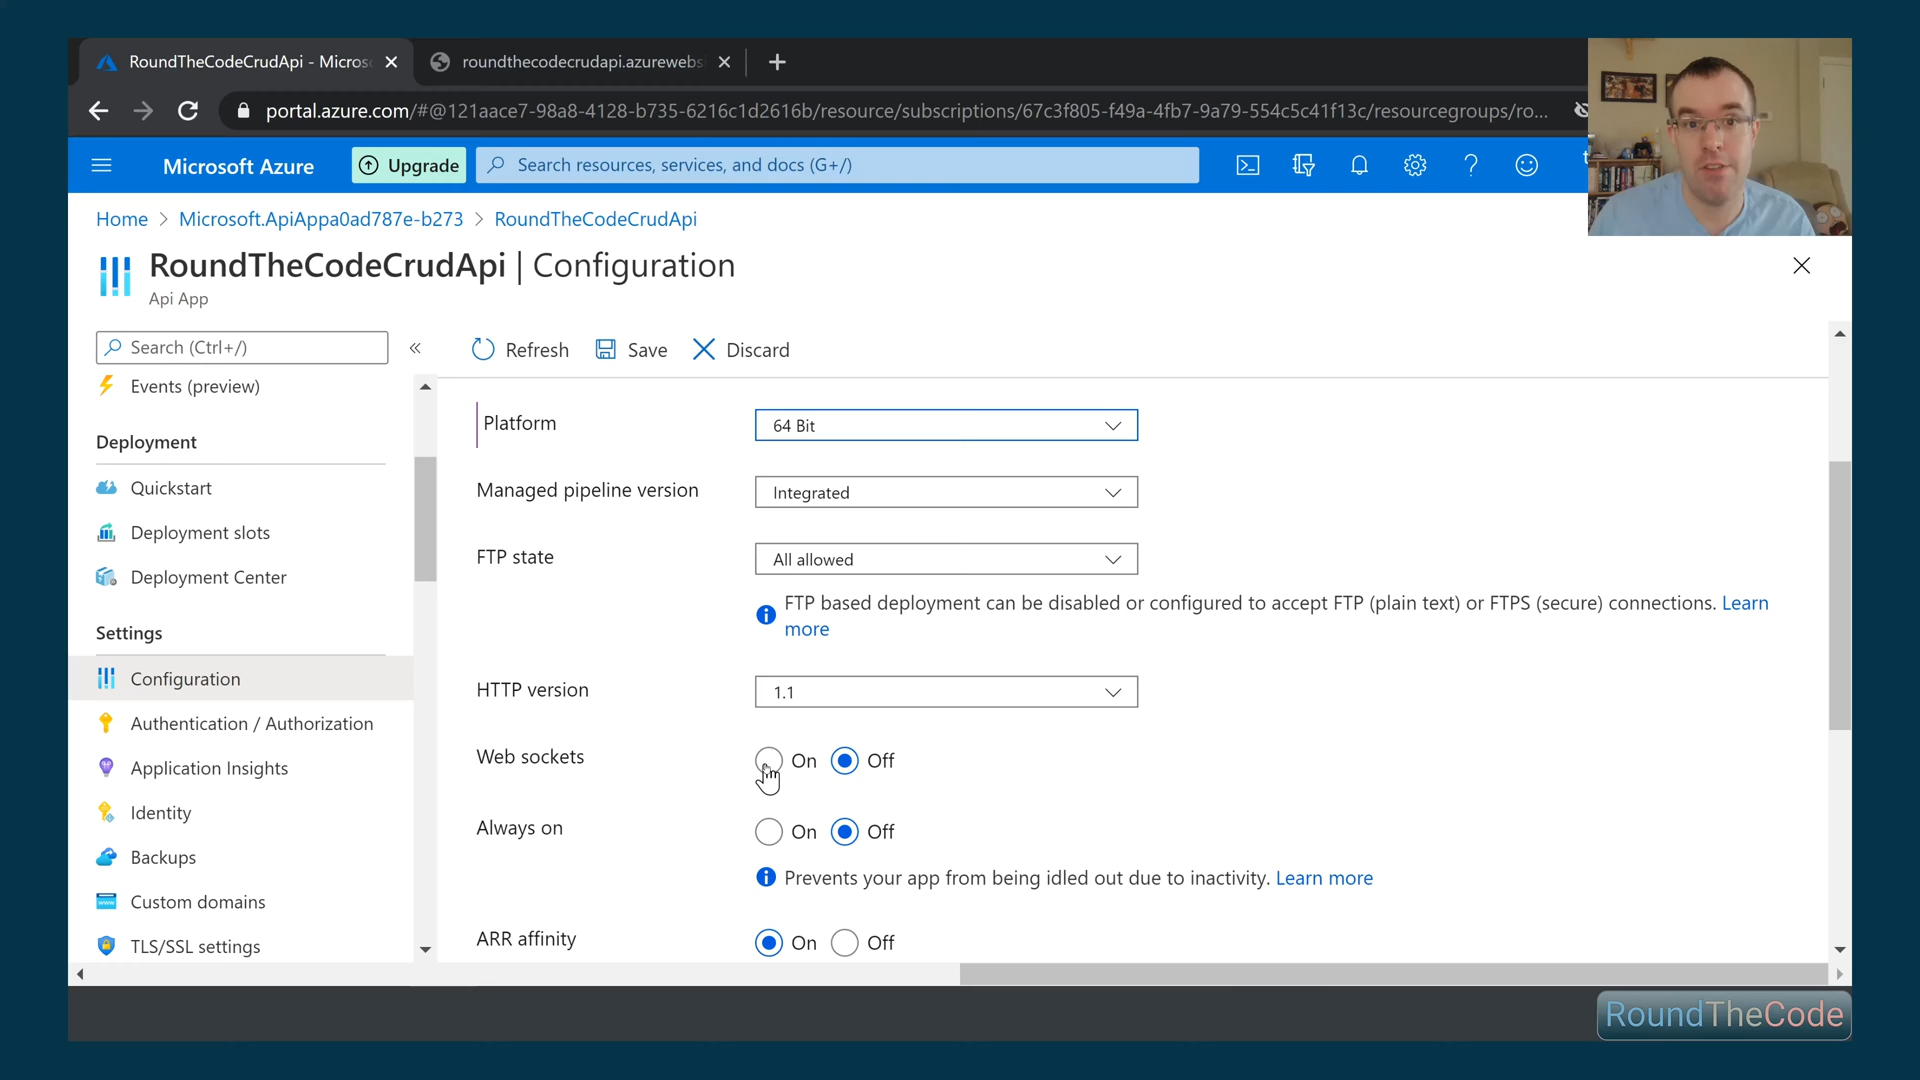 RoundTheCodeCrudApi - Micros
roundthecodecrudapi.azurewebs
portal.azure.com/#@121aace7-98a8-4128-b735-6216c1d2616b/resource/subscriptions/67c3f805-f49a-4fb7-9a79-554c5c41f13c/resourcegroups/ro...
Microsoft Azure
Upgrade
Search resources, services, and docs (G+/)
Home > Microsoft.ApiAppa0ad787e-b273 > RoundTheCodeCrudApi
RoundTheCodeCrudApi | Configuration
Api App
Search (Ctrl+/)
Refresh
Save
Discard
Events (preview)
Deployment
Quickstart
Deployment slots
Deployment Center
Settings
Configuration
Authentication / Authorization
Application Insights
Identity
Backups
Custom domains
TLS/SSL settings
Platform
64 Bit
Managed pipeline version
Integrated
FTP state
All allowed
FTP based deployment can be disabled or configured to accept FTP (plain text) or FTPS (secure) connections. Learn
more
HTTP version
1.1
Web sockets
On Off
Always on
On Off
Prevents your app from being idled out due to inactivity. Learn more
ARR affinity
On Off
RoundTheCode